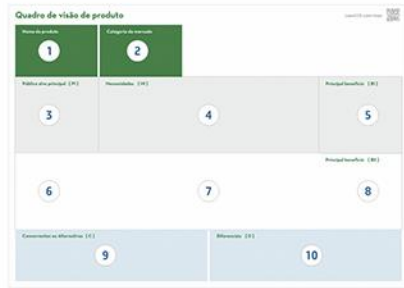 Quadro de visão de produto
Nome do produto
Categoria de mercado
1
2
Público alvo principal
Necessidades
Principal benefício
3
4
5
Principal benefício
6
7
8
Concorrentes ou Alternativas
Diferenciais
9
10